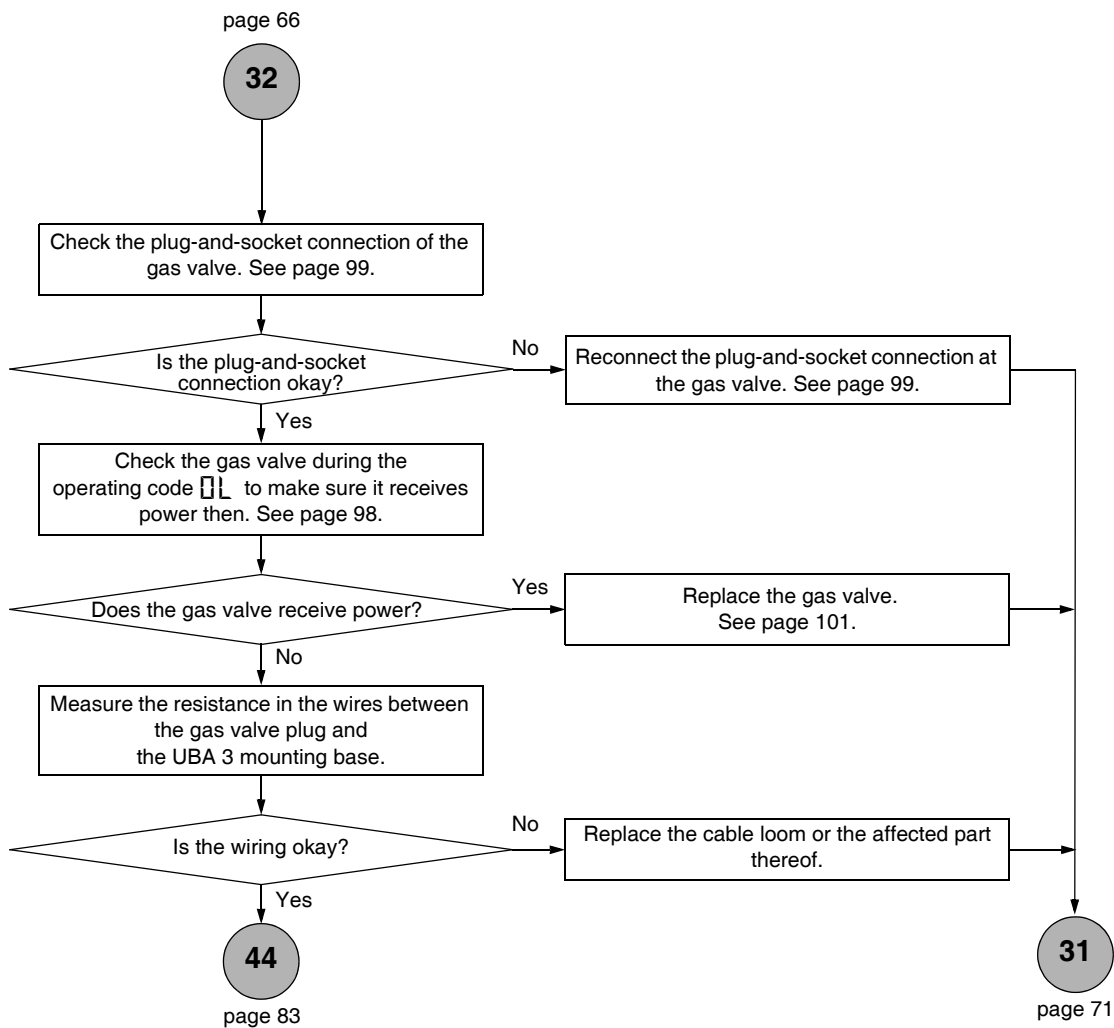 page 66
32
Check the plug-and-socket connection of the
gas valve. See page 99.
Is the plug-and-socket
connection okay?
No
Reconnect the plug-and-socket connection at
the gas valve. See page 99.
Yes
Check the gas valve during the
operating code 0L to make sure it receives
power then. See page 98.
Does the gas valve receive power?
Yes
Replace the gas valve.
See page 101.
No
Measure the resistance in the wires between
the gas valve plug and
the UBA 3 mounting base.
Is the wiring okay?
No
Replace the cable loom or the affected part
thereof.
Yes
44
page 83
31
page 71